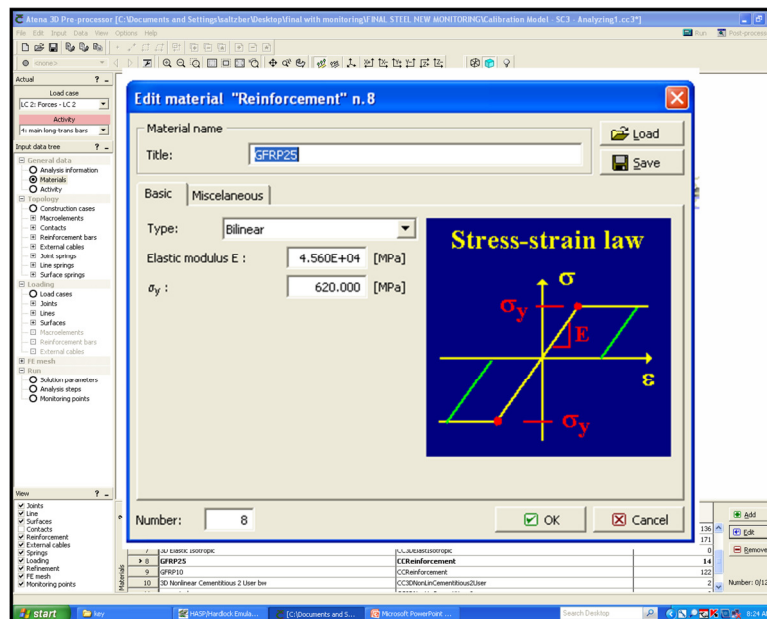 Atena 3D Pre-processor [C:\Documents and Settings\saltzber\Desktop\final with monitoring\FINAL STEEL NEW MONITORING\Calibration Model - SC3 - Analyzing1.cc3*]
File Edit Input Data View Options Help
Run Post-process
<none>
Actual ? _
Load case
LC 2: Forces - LC 2
Activity
4: main long-trans bars
Input data tree ? _
General data
Analysis information
Materials
Activity
Topology
Construction cases
Macroelements
Contacts
Reinforcement bars
External cables
Joint springs
Line springs
Surface springs
Loading
Load cases
Joints
Lines
Surfaces
Macroelements
Reinforcement bars
External cables
FE mesh
Run
Solution parameters
Analysis steps
Monitoring points
Edit material "Reinforcement" n.8
Material name
Title: GFRP25
Load
Save
Basic Miscelaneous
Type: Bilinear
Elastic modulus E : 4.560E+04 [MPa]
σy : 620.000 [MPa]
Stress-strain law
σ
σy
E
ε
σy
Number: 8
OK Cancel
View ? _
Joints
Line
Surfaces
Contacts
Reinforcement
External cables
Springs
Loading
Refinement
FE mesh
Monitoring points
Materials
136
171
7 3D Elastic Isotropic CC3DElastIsotropic 0
8 GFRP25 CCReinforcement 14
9 GFRP10 CCReinforcement 122
10 3D Nonlinear Cementitious 2 User bw CC3DNonLinCementitious2User 2
Add
Edit
Remove
Number: 0/12
start key HASP/Hardlock Emula... [C:\Documents and S... Microsoft PowerPoint ... Search Desktop 8:24 AM